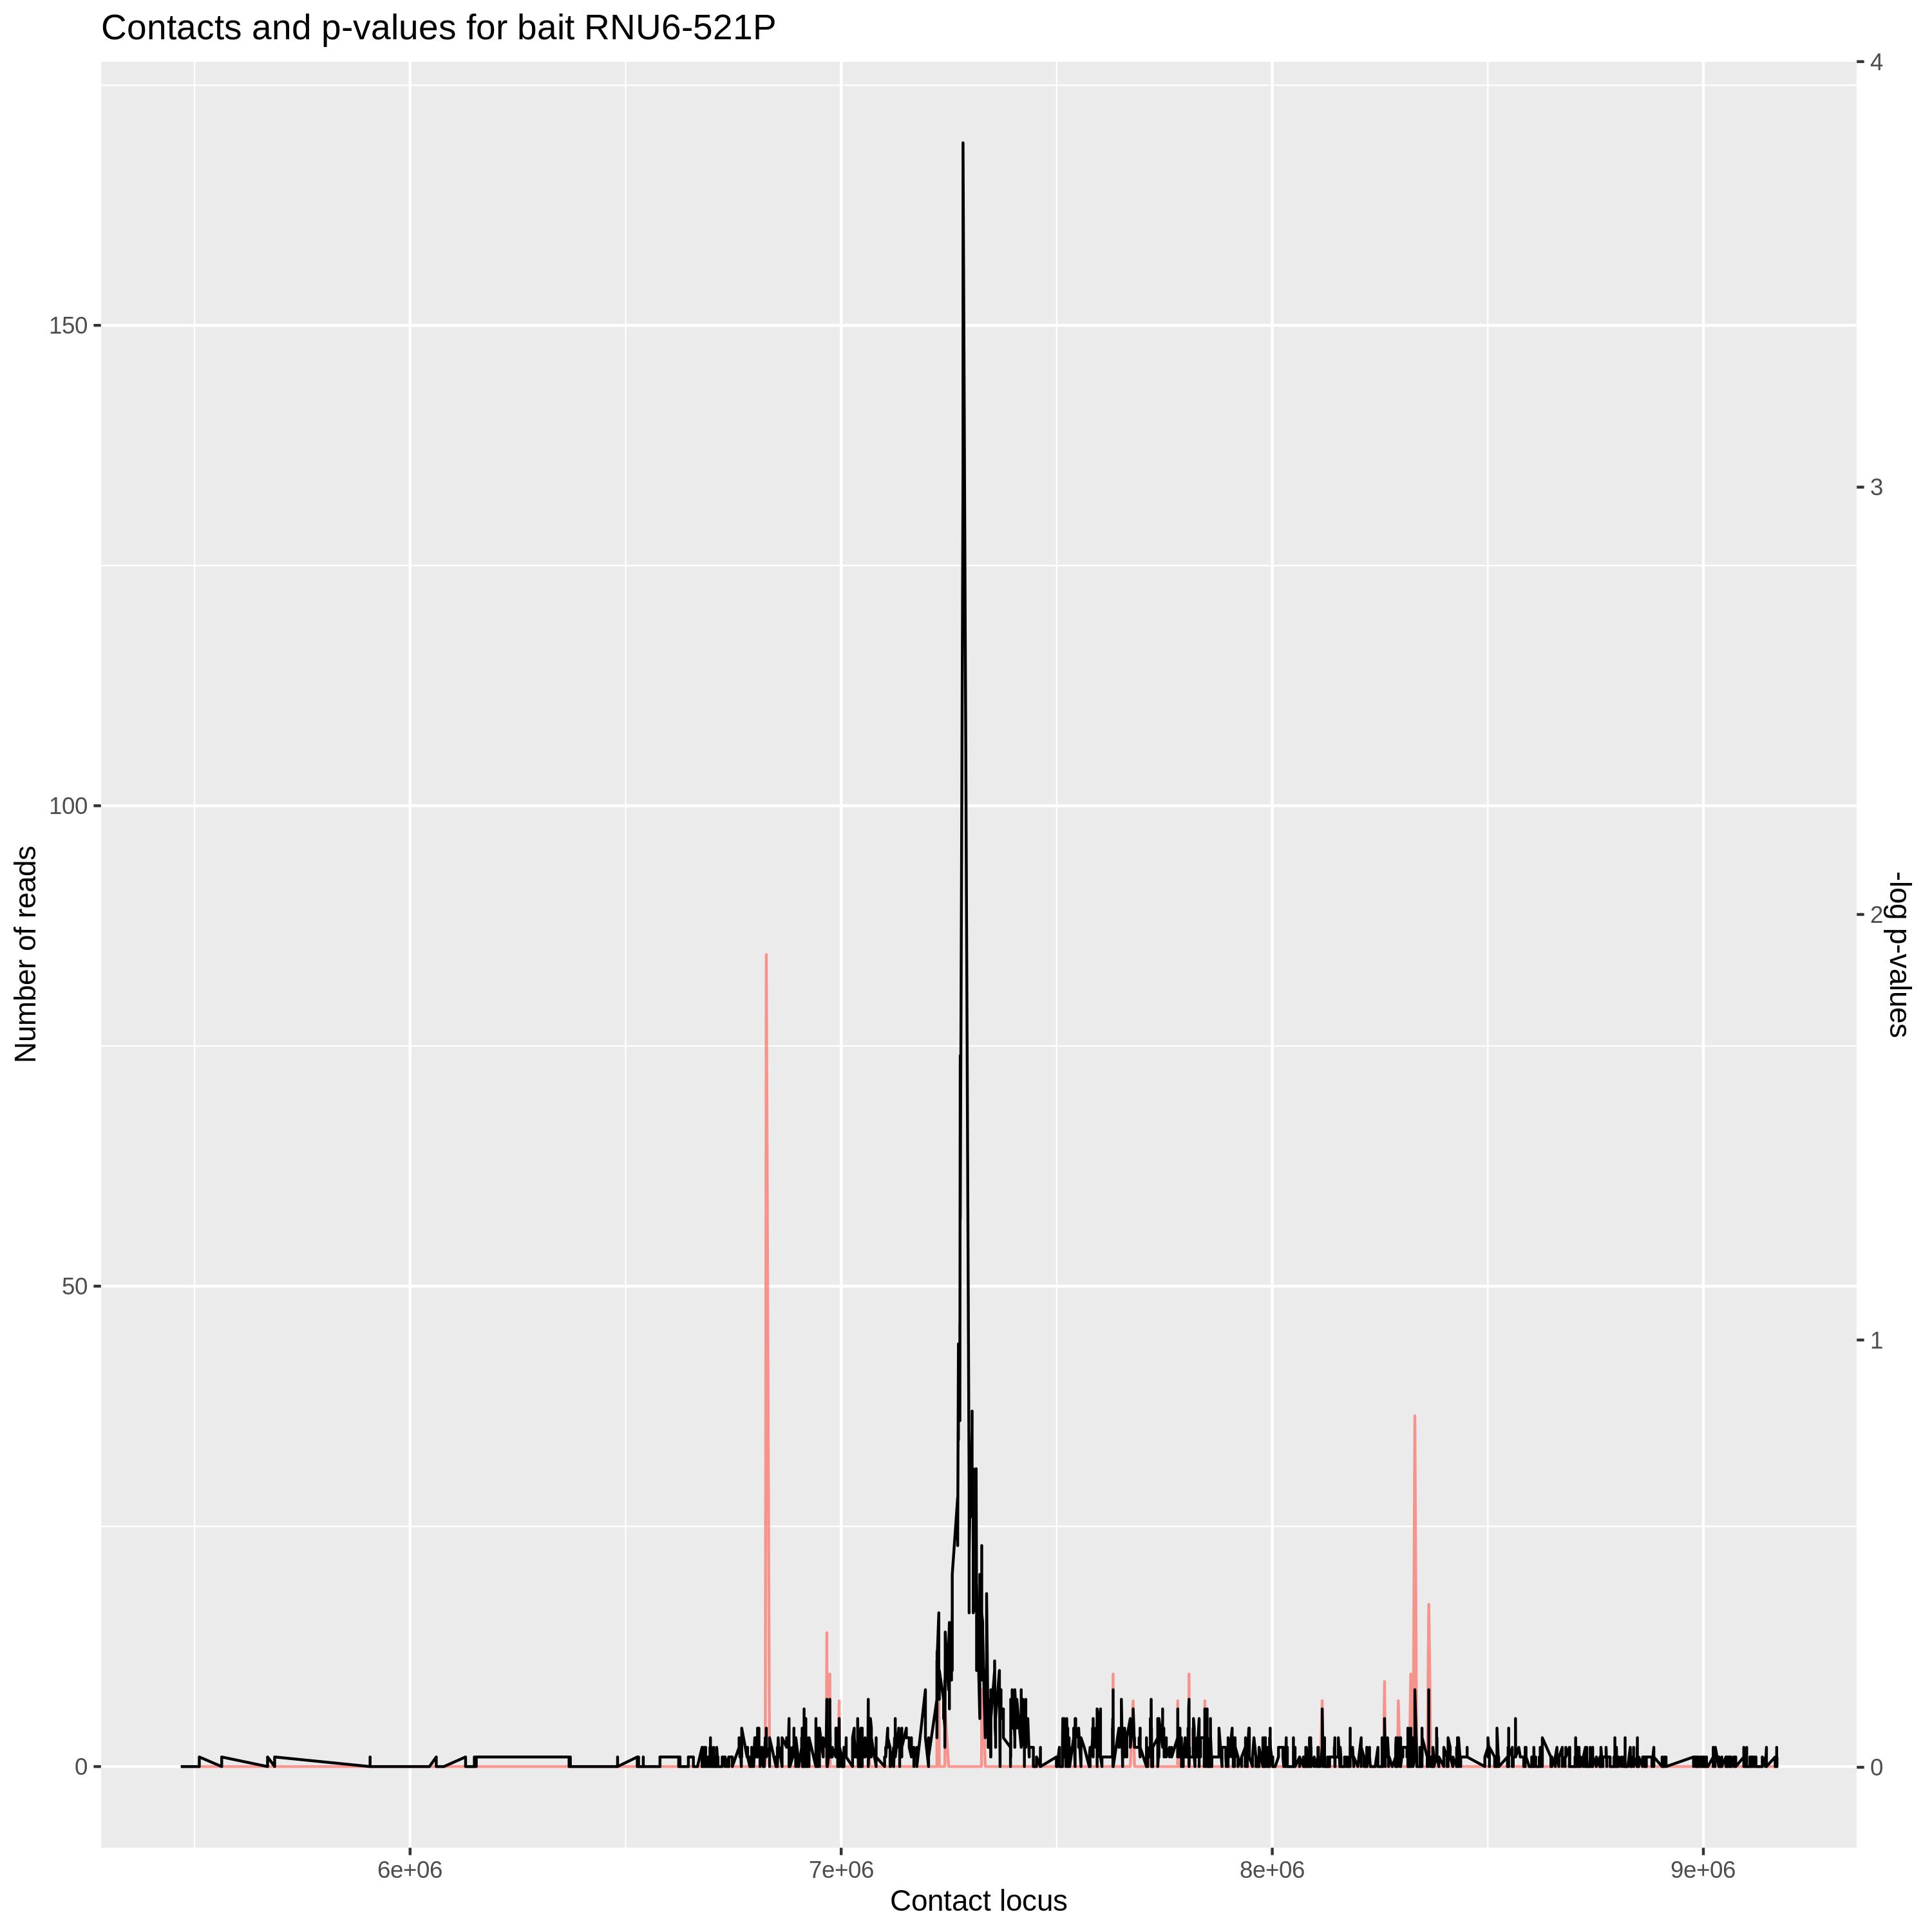 Contacts and p-values for bait RNU6-521P
Number of reads
150
100
50
0
4
3
2
1
0
-log p-values
6e+06
7e+06
8e+06
9e+06
Contact locus